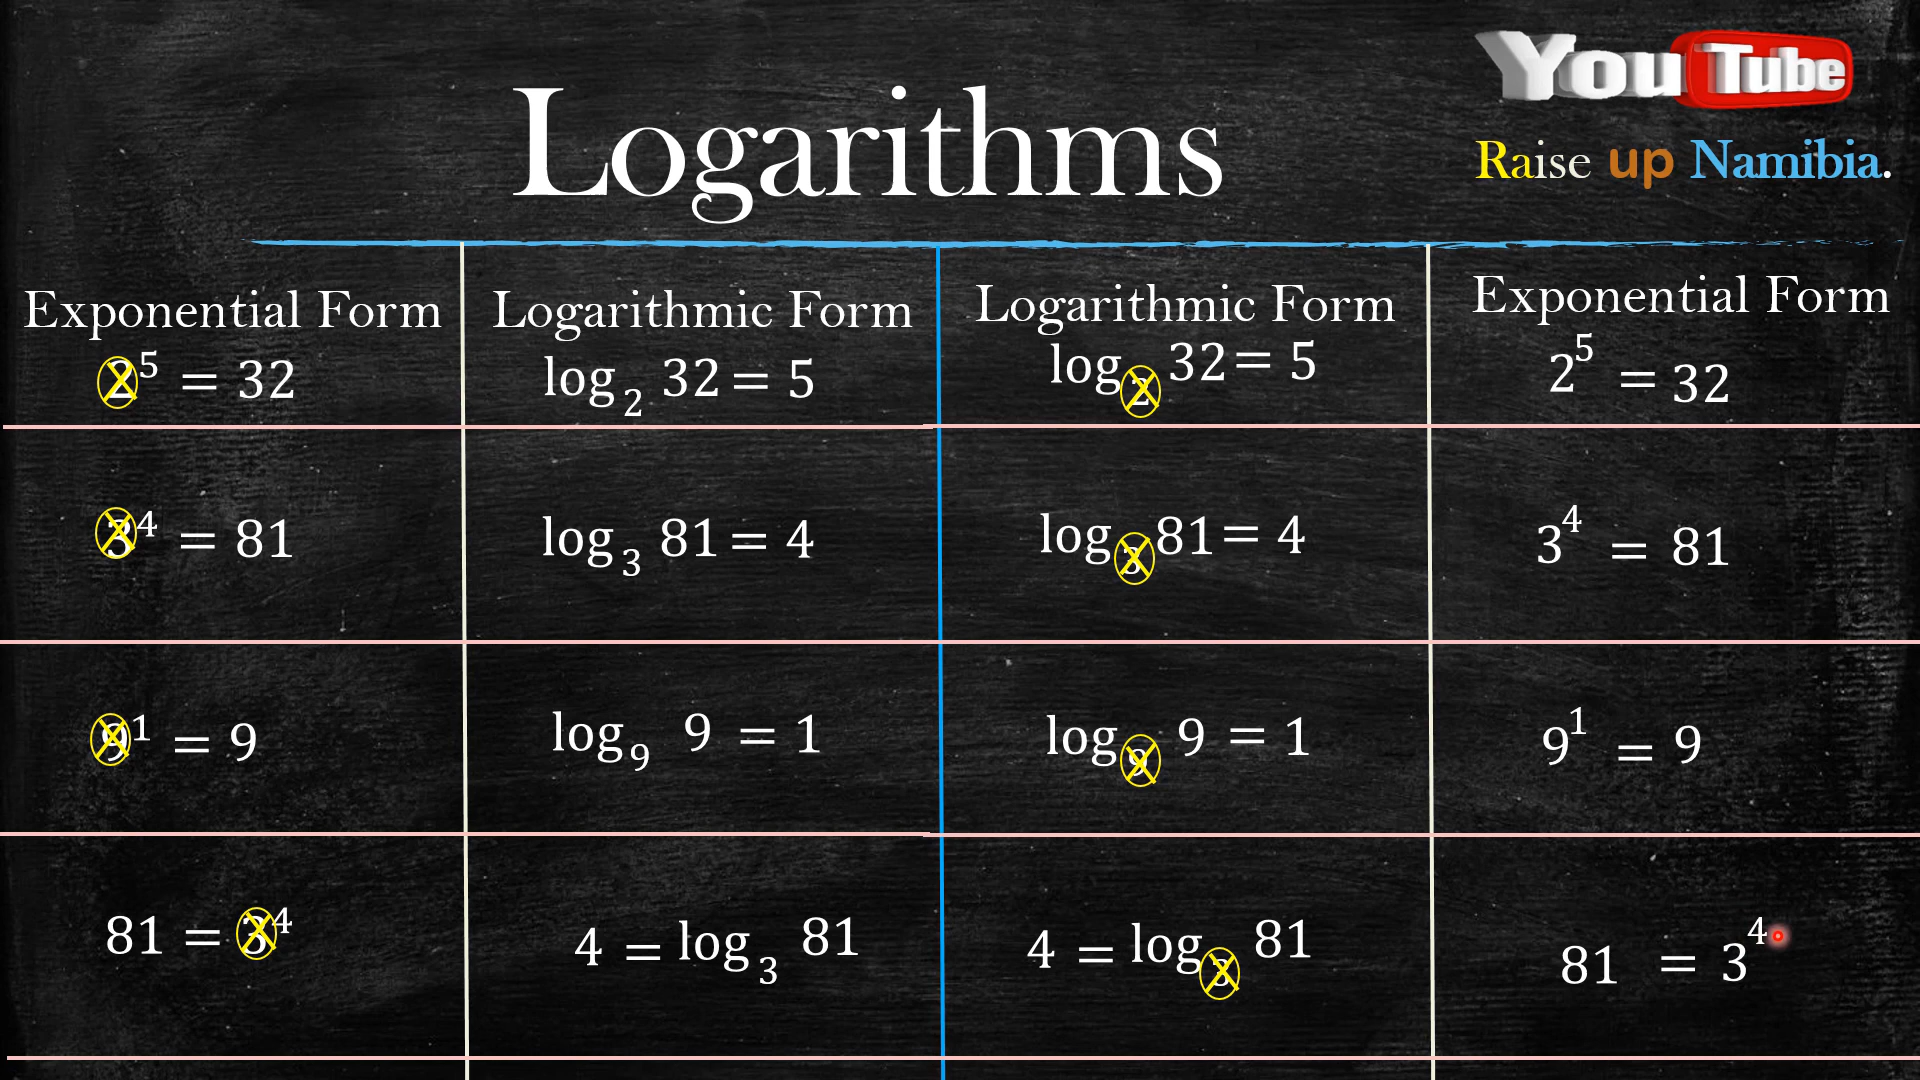 YouTube
Logarithms
Raise up Namibia.
Exponential Form
Logarithmic Form
Logarithmic Form
Exponential Form
2⁵ = 32
log₂ 32 = 5
log₂ 32 = 5
2⁵ = 32
3⁴ = 81
log₃ 81 = 4
log₃ 81 = 4
3⁴ = 81
9¹ = 9
log₉ 9 = 1
log₉ 9 = 1
9¹ = 9
81 = 3⁴
4 = log₃ 81
4 = log₃ 81
81 = 3⁴